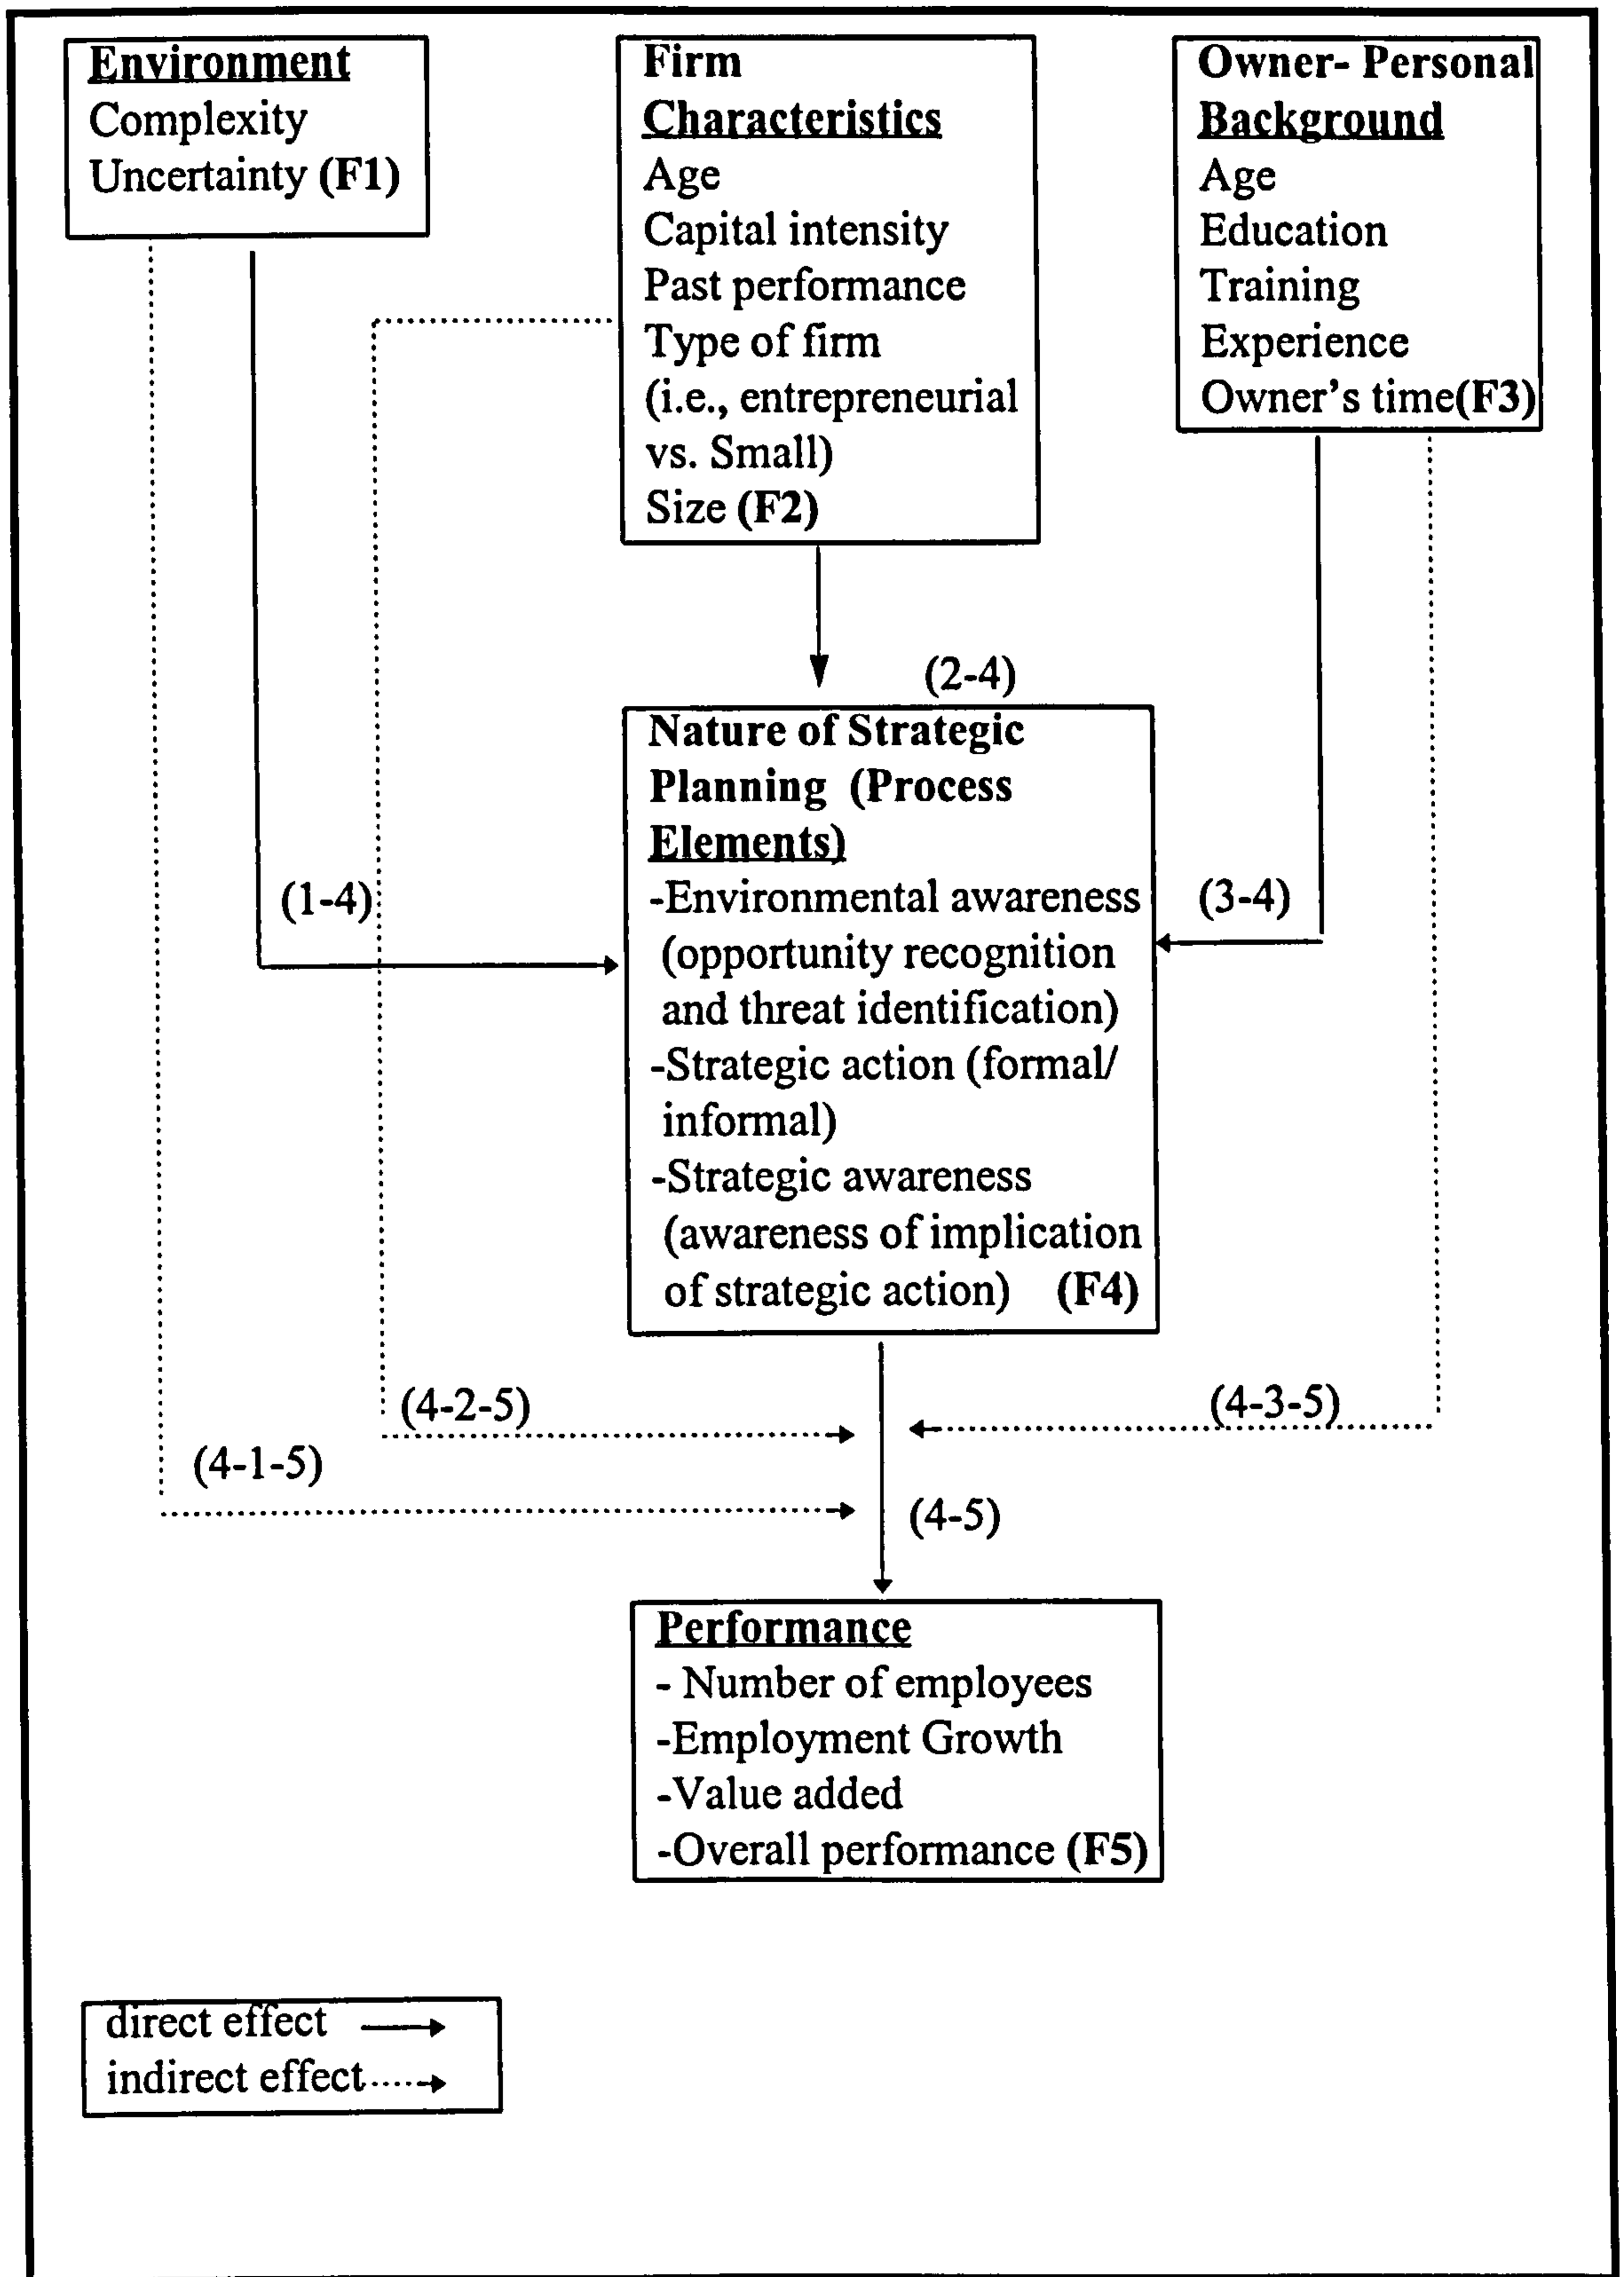 Environment
Complexity
Uncertainty (F1)
Firm
Characteristics
Age
Capital intensity
Past performance
Type of firm
(i.e., entrepreneurial
vs. Small)
Size (F2)
Owner- Personal
Background
Age
Education
Training
Experience
Owner's time(F3)
(2-4)
Nature of Strategic
Planning (Process
Elements)
-Environmental awareness
(opportunity recognition
and threat identification)
-Strategic action (formal/
informal)
-Strategic awareness
(awareness of implication
of strategic action) (F4)
(1-4)
(3-4)
(4-2-5)
(4-3-5)
(4-1-5)
(4-5)
Performance
- Number of employees
-Employment Growth
-Value added
-Overall performance (F5)
direct effect
indirect effect